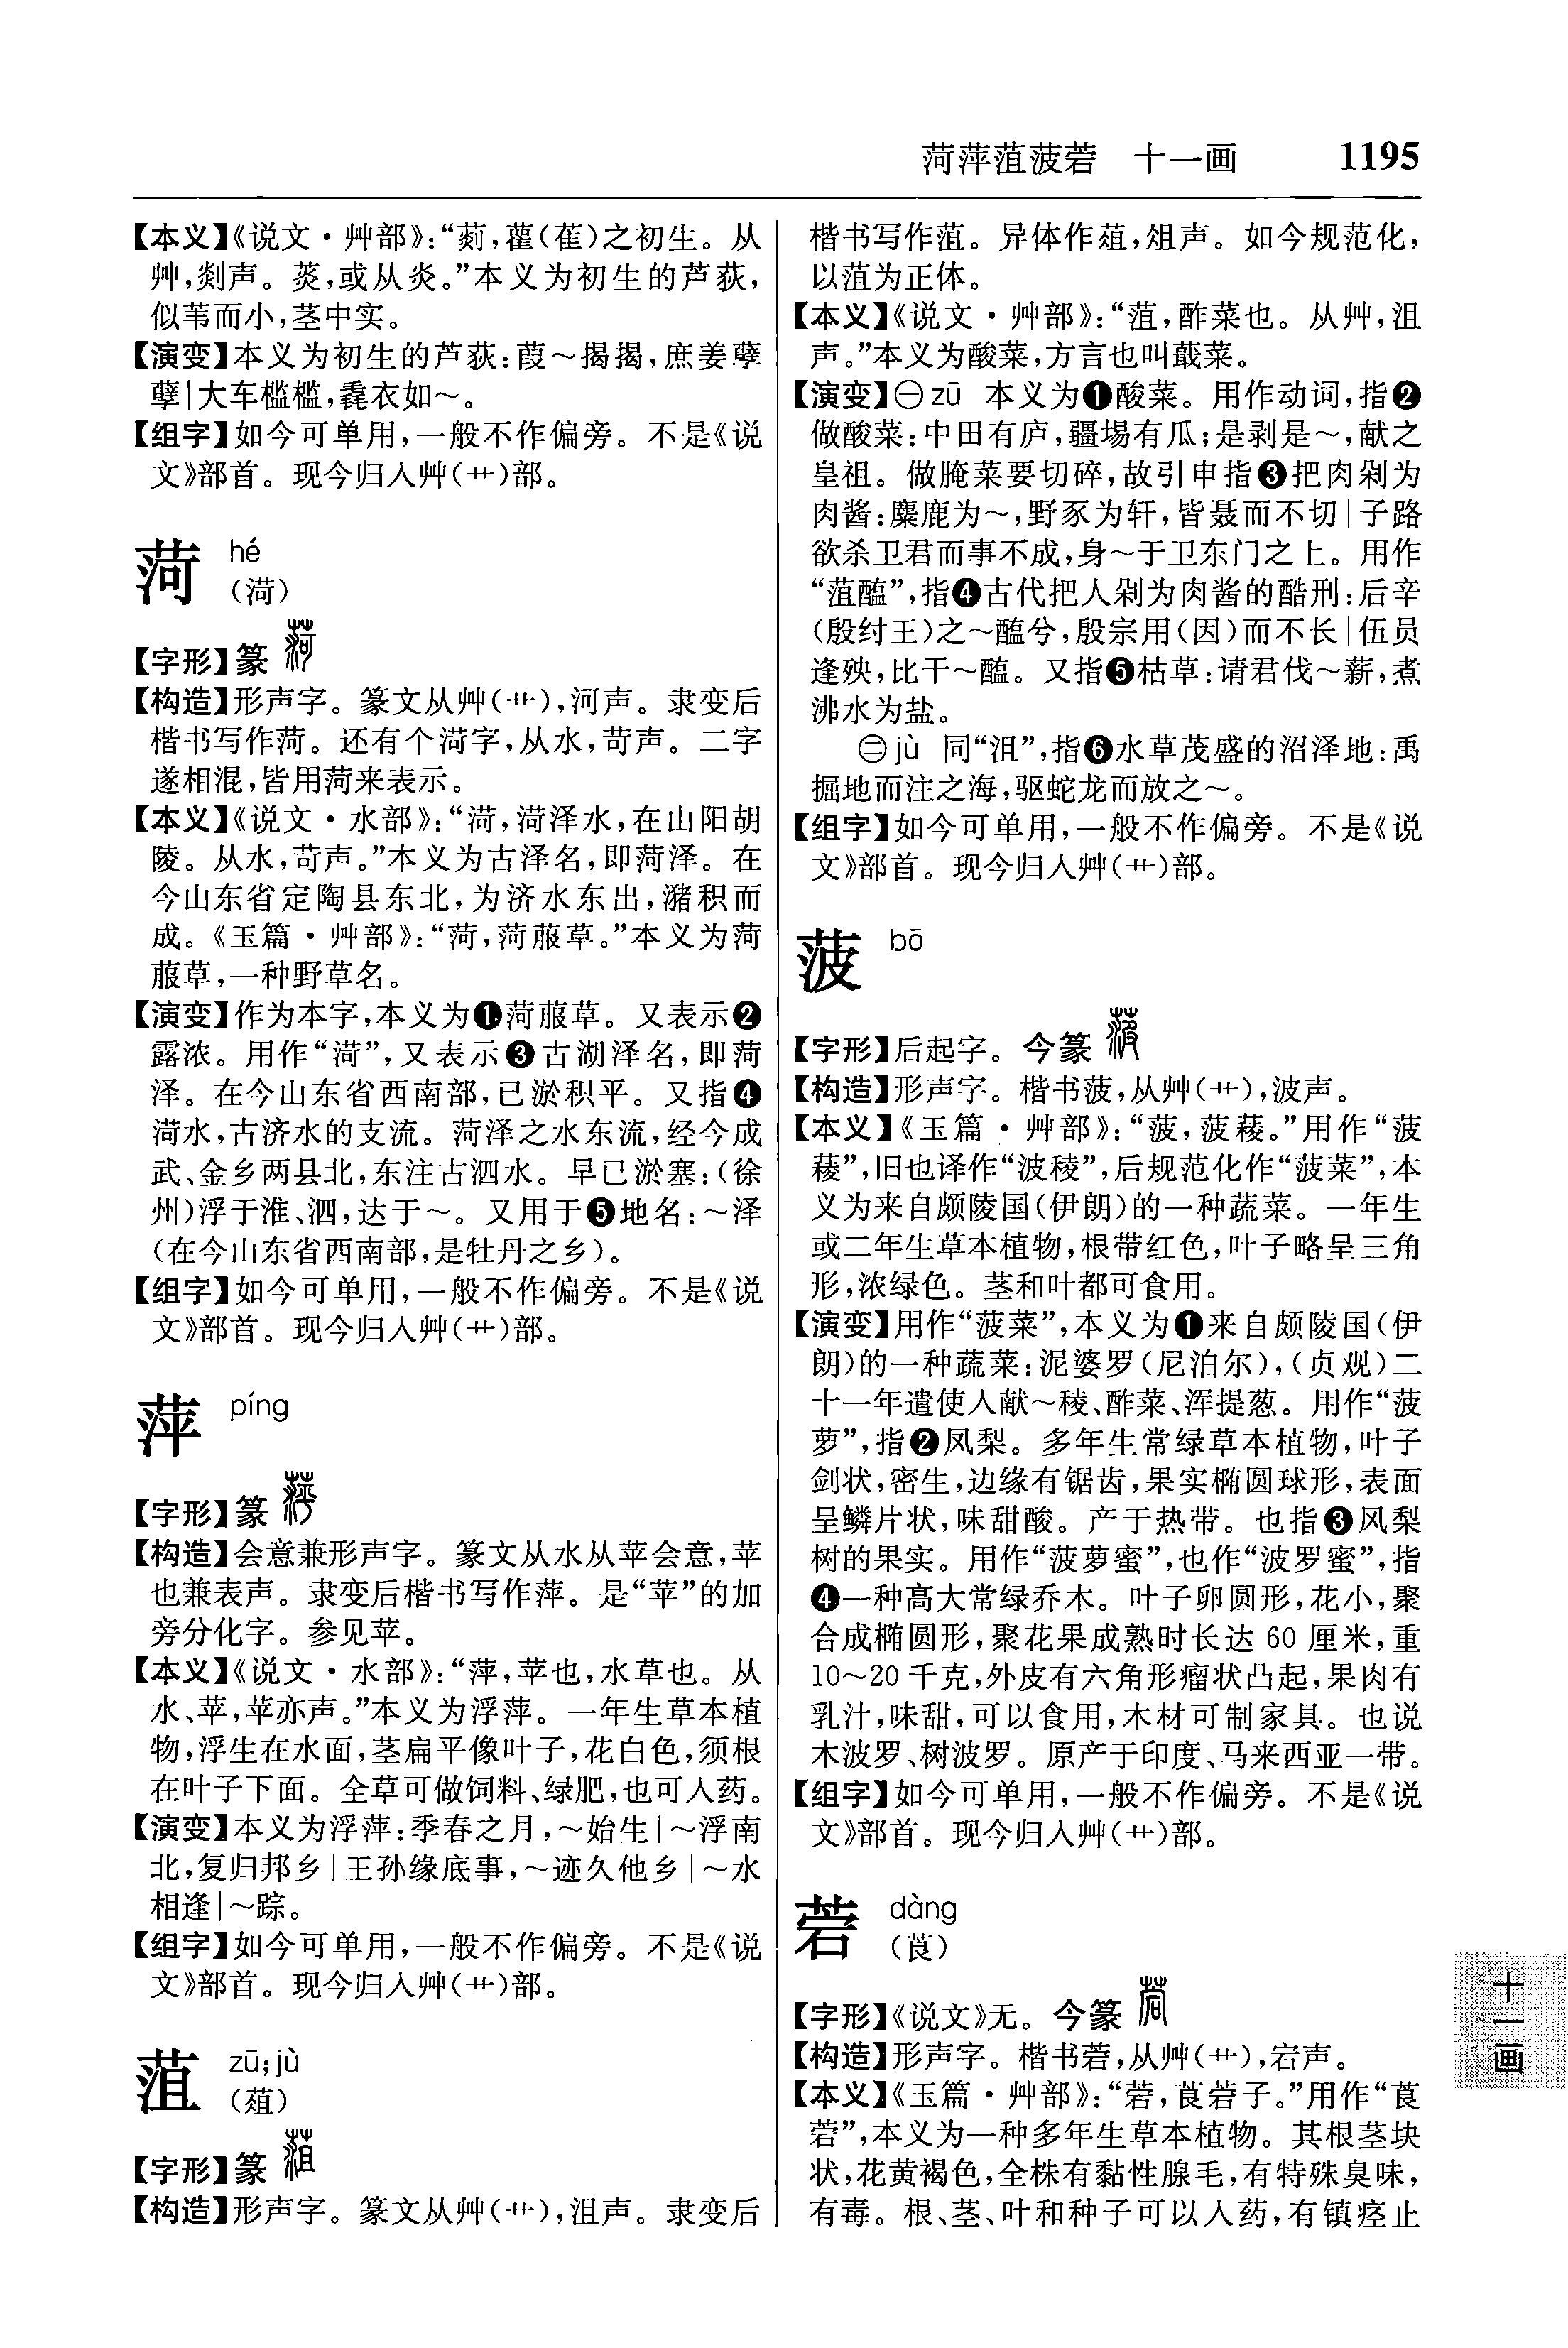 菏萍菹菠菪　十一画　1195
【本义】《说文·艸部》：“䓟，雚（萑）之初生。从
艸，剡声。菼，或从炎。”本义为初生的芦荻，
似苇而小，茎中实。
【演变】本义为初生的芦荻：葭～揭揭，庶姜孽
孽|大车槛槛，毳衣如～。
【组字】如今可单用，一般不作偏旁。不是《说
文》部首。现今归入艸(艹)部。
菏 hé
（渮）
【字形】篆
【构造】形声字。篆文从艸(艹)，河声。隶变后
楷书写作菏。还有个渮字，从水，苛声。二字
遂相混，皆用菏来表示。
【本义】《说文·水部》：“渮，渮泽水，在山阳胡
陵。从水，苛声。”本义为古泽名，即菏泽。在
今山东省定陶县东北，为济水东出，潴积而
成。《玉篇·艸部》：“菏，菏菔草。”本义为菏
菔草，一种野草名。
【演变】作为本字，本义为❶菏菔草。又表示❷
露浓。用作“渮”，又表示❸古湖泽名，即菏
泽。在今山东省西南部，已淤积平。又指❹
渮水，古济水的支流。菏泽之水东流，经今成
武、金乡两县北，东注古泗水。早已淤塞：（徐
州）浮于淮、泗，达于～。又用于❺地名：～泽
（在今山东省西南部，是牡丹之乡）。
【组字】如今可单用，一般不作偏旁。不是《说
文》部首。现今归入艸(艹)部。
萍 píng
【字形】篆
【构造】会意兼形声字。篆文从水从苹会意，苹
也兼表声。隶变后楷书写作萍。是“苹”的加
旁分化字。参见苹。
【本义】《说文·水部》：“萍，苹也，水草也。从
水、苹，苹亦声。”本义为浮萍。一年生草本植
物，浮生在水面，茎扁平像叶子，花白色，须根
在叶子下面。全草可做饲料、绿肥，也可入药。
【演变】本义为浮萍：季春之月，～始生|～浮南
北，复归邦乡|王孙缘底事，～迹久他乡|～水
相逢|～踪。
【组字】如今可单用，一般不作偏旁。不是《说
文》部首。现今归入艸(艹)部。
菹 zū；jù
（葅）
【字形】篆
【构造】形声字。篆文从艸(艹)，沮声。隶变后
楷书写作菹。异体作葅，俎声。如今规范化，
以菹为正体。
【本义】《说文·艸部》：“菹，酢菜也。从艸，沮
声。”本义为酸菜，方言也叫蕺菜。
【演变】㊀zū 本义为❶酸菜。用作动词，指❷
做酸菜：中田有庐，疆埸有瓜；是剥是～，献之
皇祖。做腌菜要切碎，故引申指❸把肉剁为
肉酱：麋鹿为～，野豕为轩，皆聂而不切|子路
欲杀卫君而事不成，身～于卫东门之上。用作
“菹醢”，指❹古代把人剁为肉酱的酷刑：后辛
（殷纣王）之～醢兮，殷宗用（因）而不长|伍员
逢殃，比干～醢。又指❺枯草：请君伐～薪，煮
沸水为盐。
㊁jù 同“沮”，指❻水草茂盛的沼泽地：禹
掘地而注之海，驱蛇龙而放之～。
【组字】如今可单用，一般不作偏旁。不是《说
文》部首。现今归入艸(艹)部。
菠 bō
【字形】后起字。今篆
【构造】形声字。楷书菠，从艸(艹)，波声。
【本义】《玉篇·艸部》：“菠，菠薐。”用作“菠
薐”，旧也译作“波稜”，后规范化作“菠菜”，本
义为来自颇陵国（伊朗）的一种蔬菜。一年生
或二年生草本植物，根带红色，叶子略呈三角
形，浓绿色。茎和叶都可食用。
【演变】用作“菠菜”，本义为❶来自颇陵国（伊
朗）的一种蔬菜：泥婆罗（尼泊尔），（贞观）二
十一年遣使入献～稜、酢菜、浑提葱。用作“菠
萝”，指❷凤梨。多年生常绿草本植物，叶子
剑状，密生，边缘有锯齿，果实椭圆球形，表面
呈鳞片状，味甜酸。产于热带。也指❸凤梨
树的果实。用作“菠萝蜜”，也作“波罗蜜”，指
❹一种高大常绿乔木。叶子卵圆形，花小，聚
合成椭圆形，聚花果成熟时长达 60 厘米，重
10～20 千克，外皮有六角形瘤状凸起，果肉有
乳汁，味甜，可以食用，木材可制家具。也说
木波罗、树波罗。原产于印度、马来西亚一带。
【组字】如今可单用，一般不作偏旁。不是《说
文》部首。现今归入艸(艹)部。
菪 dàng
（莨）
【字形】《说文》无。今篆
【构造】形声字。楷书菪，从艸(艹)，宕声。
【本义】《玉篇·艸部》：“菪，莨菪子。”用作“莨
菪”，本义为一种多年生草本植物。其根茎块
状，花黄褐色，全株有黏性腺毛，有特殊臭味，
有毒。根、茎、叶和种子可以入药，有镇痉止
十一画